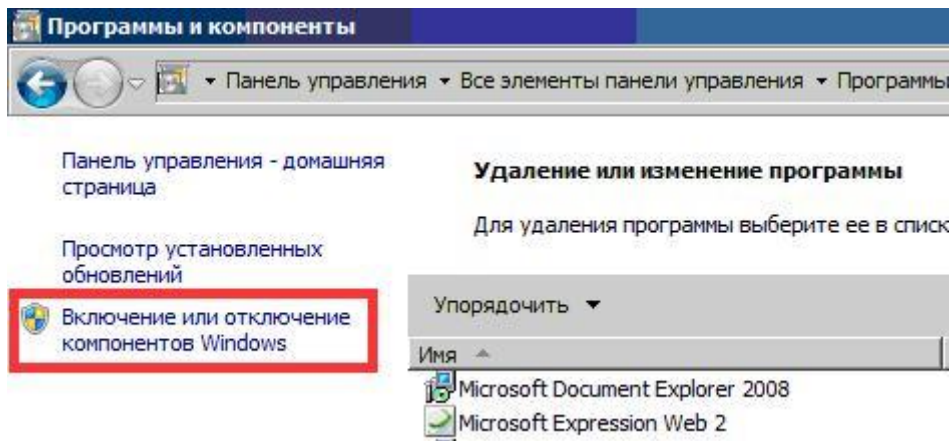 Программы и компоненты
Панель управления Все элементы панели управления Программы
Панель управления - домашняя
страница
Просмотр установленных
обновлений
Включение или отключение
компонентов Windows
Удаление или изменение программы
Для удаления программы выберите ее в списк
Упорядочить
Имя
Microsoft Document Explorer 2008
Microsoft Expression Web 2